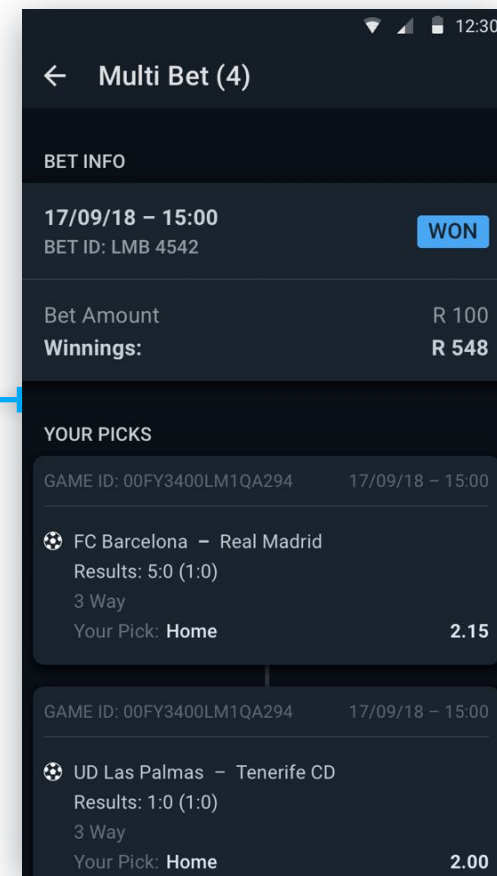 12:30
Multi Bet (4)
BET INFO
17/09/18 – 15:00 WON
BET ID: LMB 4542
Bet Amount R 100
Winnings: R 548
YOUR PICKS
GAME ID: 00FY3400LM1QA294 17/09/18 – 15:00
FC Barcelona – Real Madrid
Results: 5:0 (1:0)
3 Way
Your Pick: Home 2.15
GAME ID: 00FY3400LM1QA294 17/09/18 – 15:00
UD Las Palmas – Tenerife CD
Results: 1:0 (1:0)
3 Way
Your Pick: Home 2.00